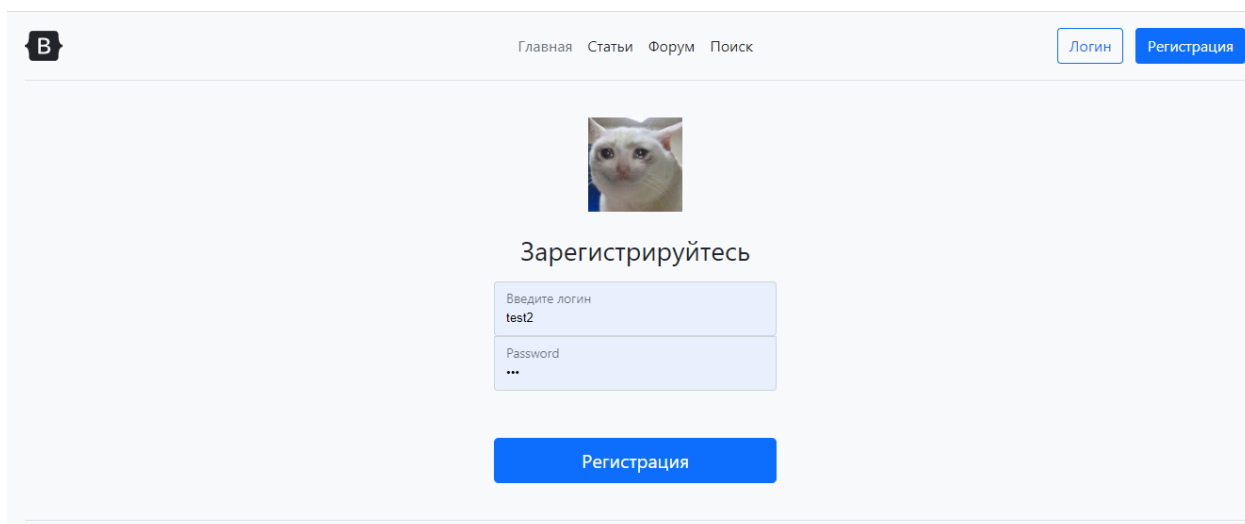 B
Главная Статьи Форум Поиск
Логин Регистрация
Зарегистрируйтесь
Введите логин
test2
Password
•••
Регистрация